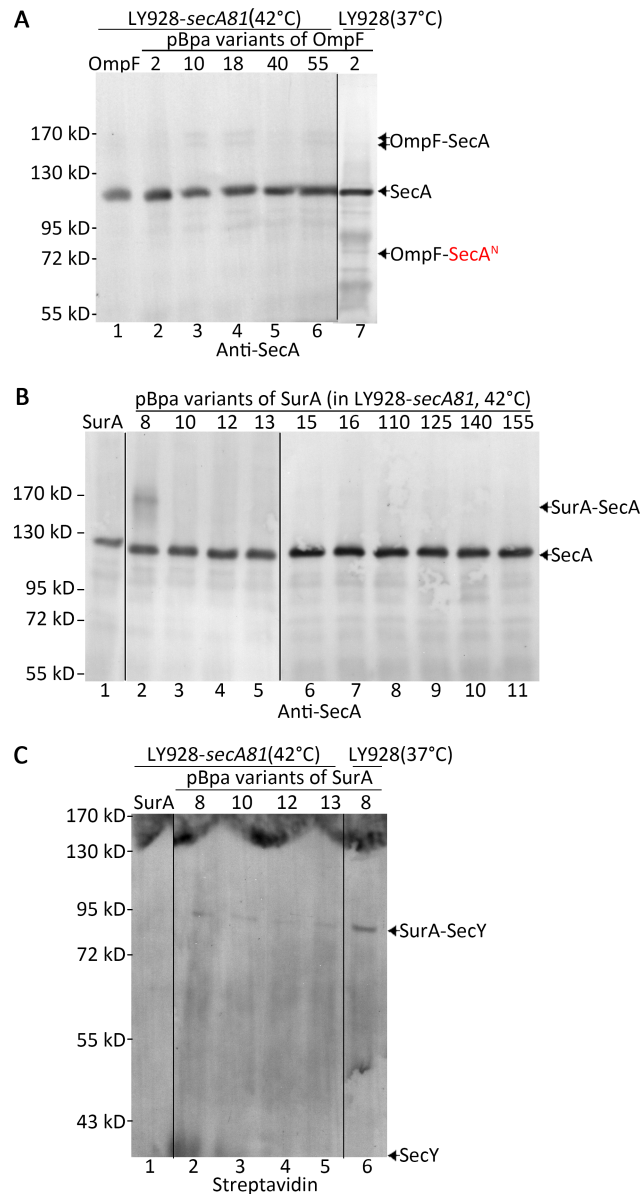 A
LY928-secA81(42°C) LY928(37°C)
pBpa variants of OmpF
OmpF 2 10 18 40 55 2
170 kD
OmpF-SecA
130 kD
SecA
95 kD
72 kD
OmpF-SecAᴺ
55 kD
1 2 3 4 5 6 7
Anti-SecA
B
pBpa variants of SurA (in LY928-secA81, 42°C)
SurA 8 10 12 13 15 16 110 125 140 155
170 kD
SurA-SecA
130 kD
SecA
95 kD
72 kD
55 kD
1 2 3 4 5 6 7 8 9 10 11
Anti-SecA
C
LY928-secA81(42°C) LY928(37°C)
pBpa variants of SurA
SurA 8 10 12 13 8
170 kD
130 kD
95 kD
SurA-SecY
72 kD
55 kD
43 kD
SecY
1 2 3 4 5 6
Streptavidin